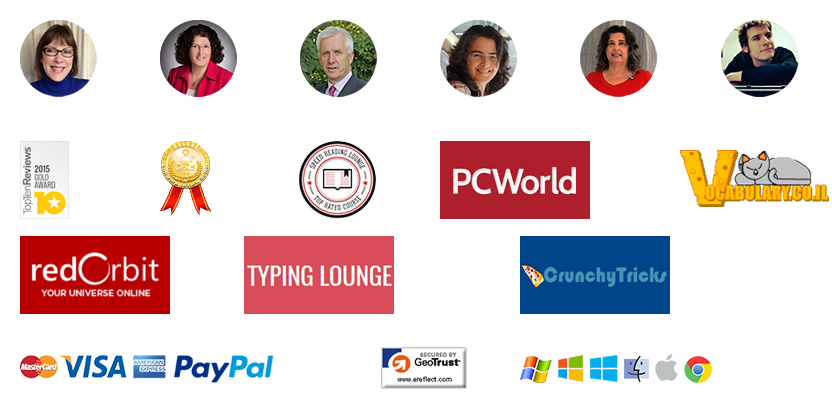 TopTenReviews
2015
GOLD
AWARD
10
SPEED READING LOUNGE
TOP RATED COURSE
PCWorld
VOCABULARY.CO.IL
redOrbit
YOUR UNIVERSE ONLINE
TYPING LOUNGE
CrunchyTricks
MasterCard
VISA
AMERICAN
EXPRESS
PayPal
SECURED BY
GeoTrust
www.ereflect.com